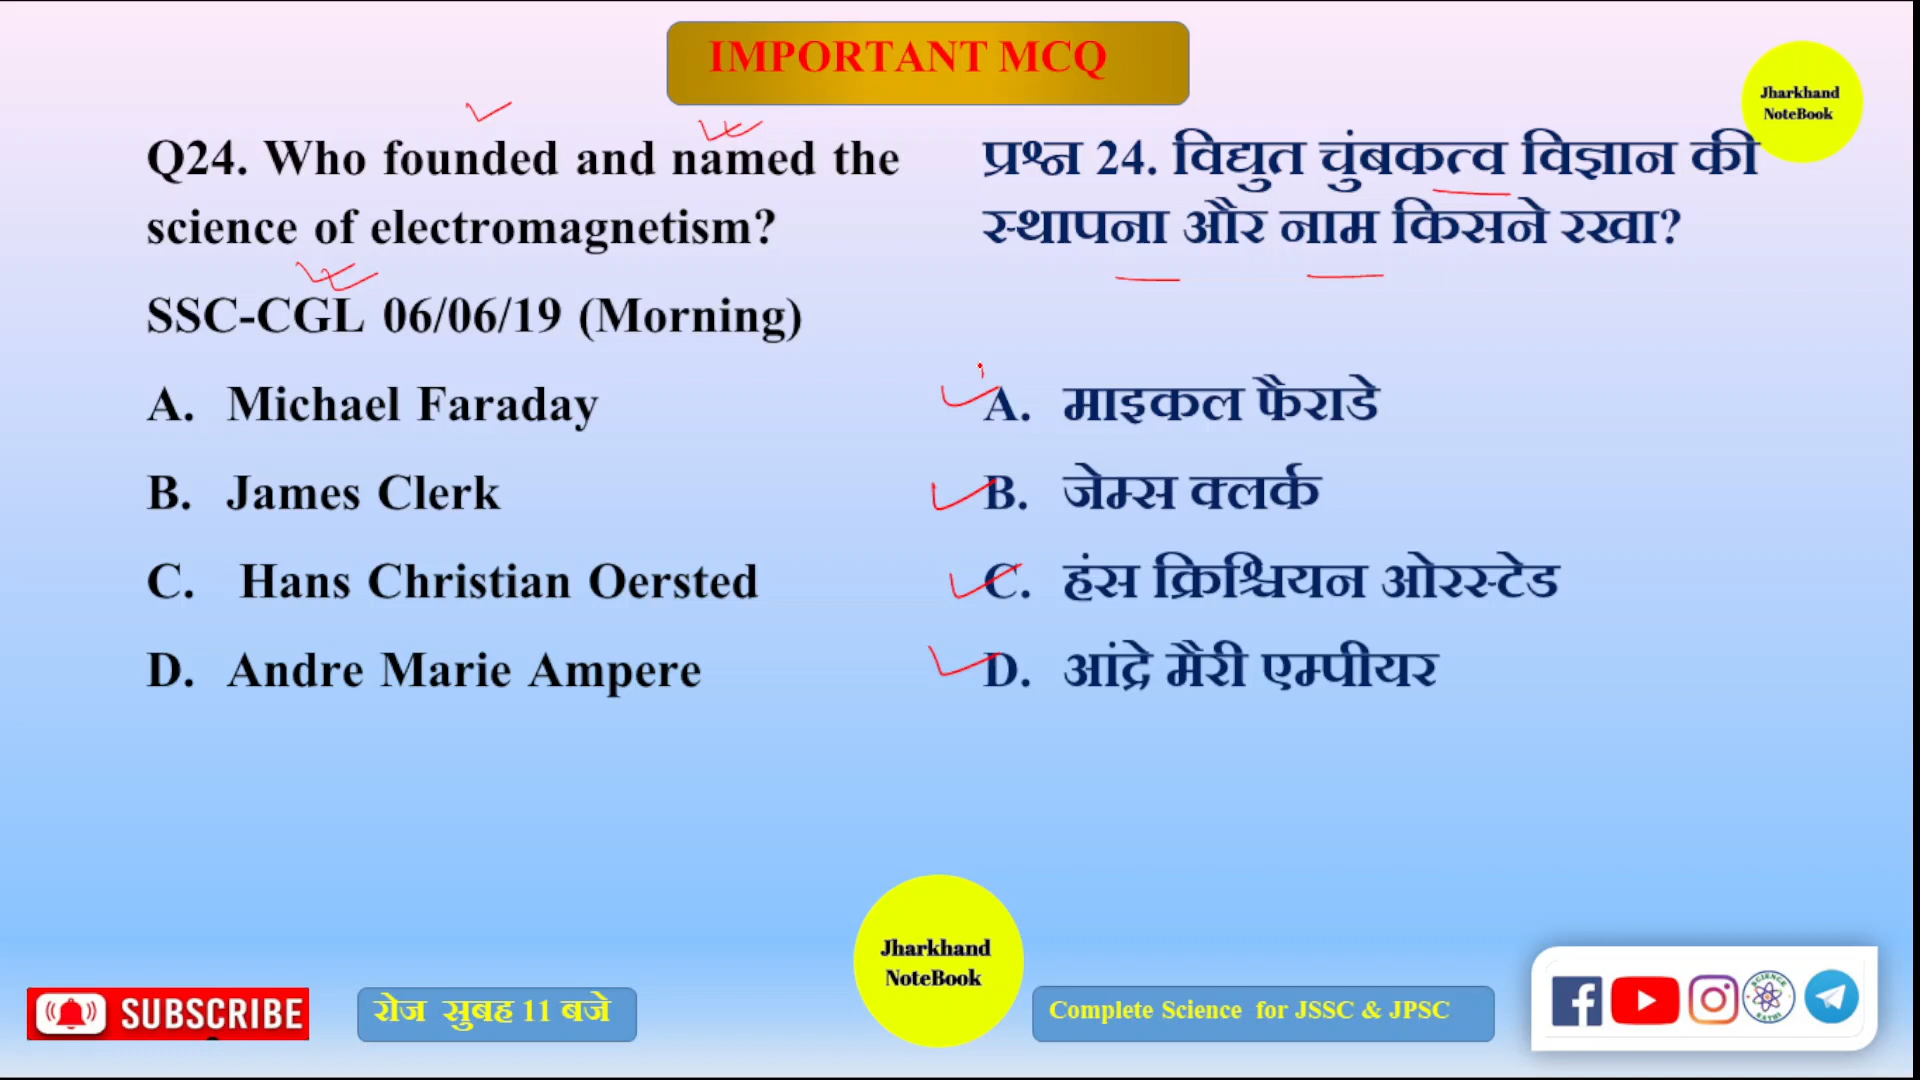 IMPORTANT MCQ
Jharkhand
NoteBook
Q24. Who founded and named the
science of electromagnetism?
SSC-CGL 06/06/19 (Morning)
A. Michael Faraday
B. James Clerk
C. Hans Christian Oersted
D. Andre Marie Ampere
प्रश्न 24. विद्युत चुंबकत्व विज्ञान की
स्थापना और नाम किसने रखा?
A. माइकल फैराडे
B. जेम्स क्लर्क
C. हंस क्रिश्चियन ओरस्टेड
D. आंद्रे मैरी एम्पीयर
Jharkhand
NoteBook
SUBSCRIBE
रोज सुबह 11 बजे
Complete Science for JSSC & JPSC
SCIENCE